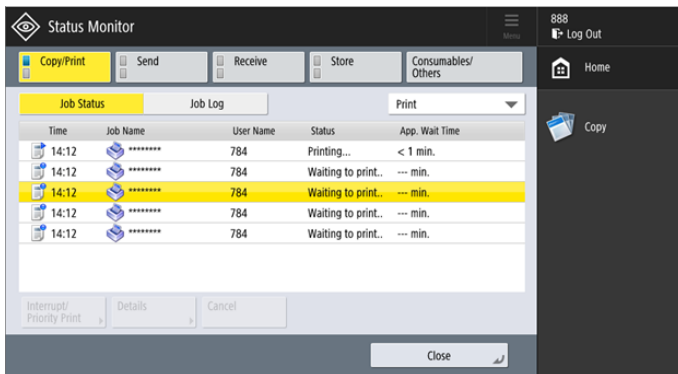 Status Monitor
Menu
888
Log Out
Copy/Print
Send
Receive
Store
Consumables/
Others
Home
Job Status
Job Log
Print
Copy
Time Job Name User Name Status App. Wait Time
14:12 ******** 784 Printing... < 1 min.
14:12 ******** 784 Waiting to print.. --- min.
14:12 ******** 784 Waiting to print.. --- min.
14:12 ******** 784 Waiting to print.. --- min.
14:12 ******** 784 Waiting to print.. --- min.
Interrupt/
Priority Print
Details
Cancel
Close